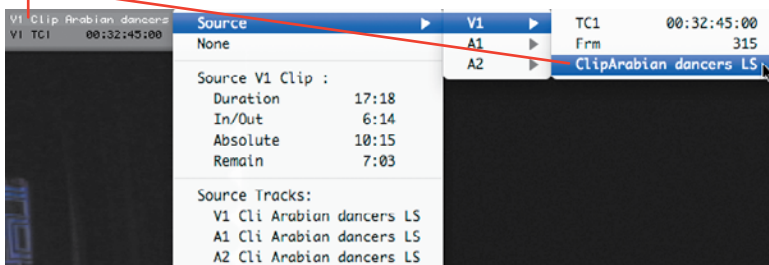 V1 Clip Arabian dancers
V1 TC1 00:32:45:00
Source
None
Source V1 Clip :
Duration 17:18
In/Out 6:14
Absolute 10:15
Remain 7:03
Source Tracks:
V1 Cli Arabian dancers LS
A1 Cli Arabian dancers LS
A2 Cli Arabian dancers LS
V1
A1
A2
TC1 00:32:45:00
Frm 315
ClipArabian dancers LS